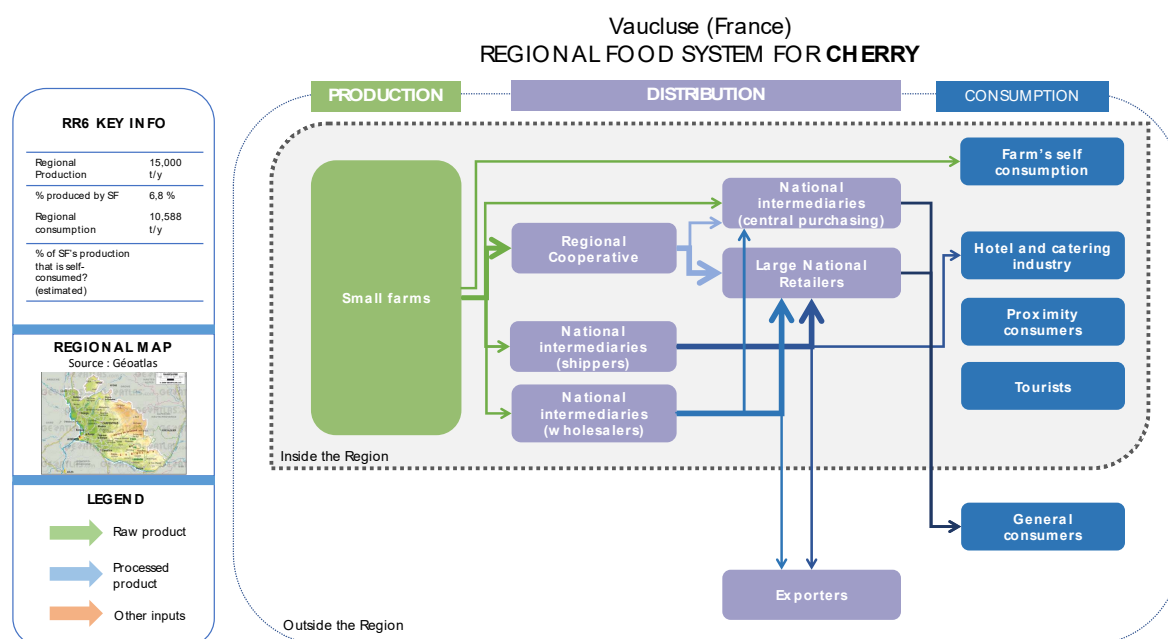 Vaucluse (France)
REGIONAL FOOD SYSTEM FOR CHERRY
PRODUCTION
DISTRIBUTION
CONSUMPTION
RR6 KEY INFO
Regional
Production
15,000
t/y
% produced by SF
6,8 %
Regional
consumption
10,588
t/y
% of SF's production
that is self-
consumed?
(estimated)
REGIONAL MAP
Source : Géoatlas
LEGEND
Raw product
Processed
product
Other inputs
Small farms
Regional
Cooperative
National
intermediaries
(shippers)
National
intermediaries
(wholesalers)
National
intermediaries
(central purchasing)
Large National
Retailers
Farm's self
consumption
Hotel and catering
industry
Proximity
consumers
Tourists
Inside the Region
General
consumers
Exporters
Outside the Region